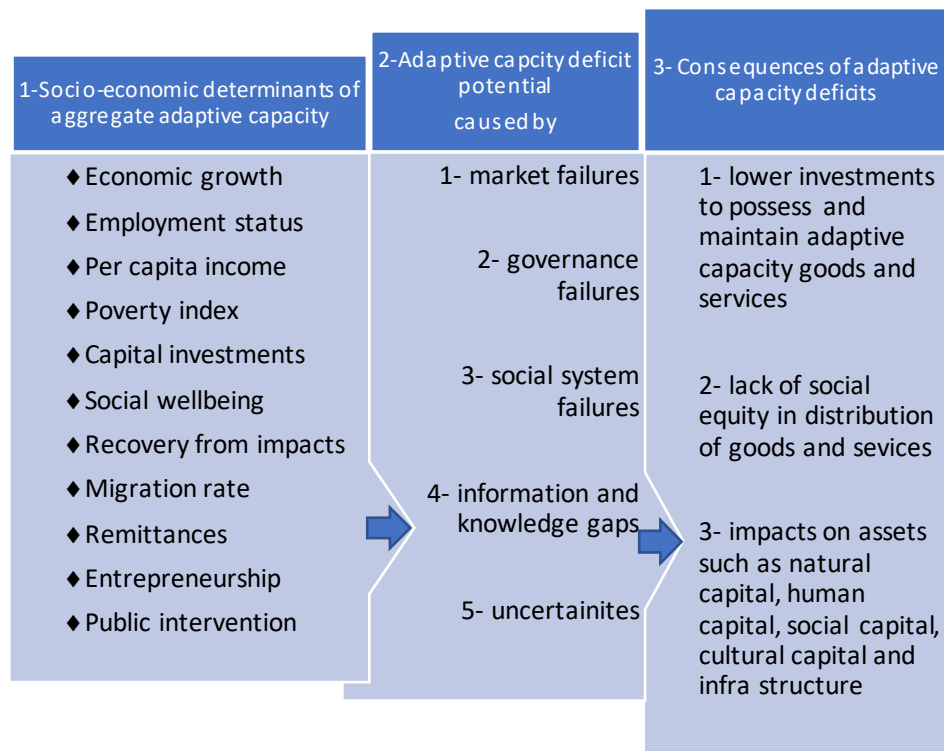 1-Socio-economic determinants of
aggregate adaptive capacity
♦Economic growth
♦Employment status
♦Per capita income
♦Poverty index
♦Capital investments
♦Social wellbeing
♦Recovery from impacts
♦Migration rate
♦Remittances
♦Entrepreneurship
♦Public intervention
2-Adaptive capcity deficit
potential
caused by
1- market failures
2- governance
failures
3- social system
failures
4- information and
knowledge gaps
5- uncertainites
3- Consequences of adaptive
capacity deficits
1- lower investments
to possess and
maintain adaptive
capacity goods and
services
2- lack of social
equity in distribution
of goods and sevices
3- impacts on assets
such as natural
capital, human
capital, social capital,
cultural capital and
infra structure